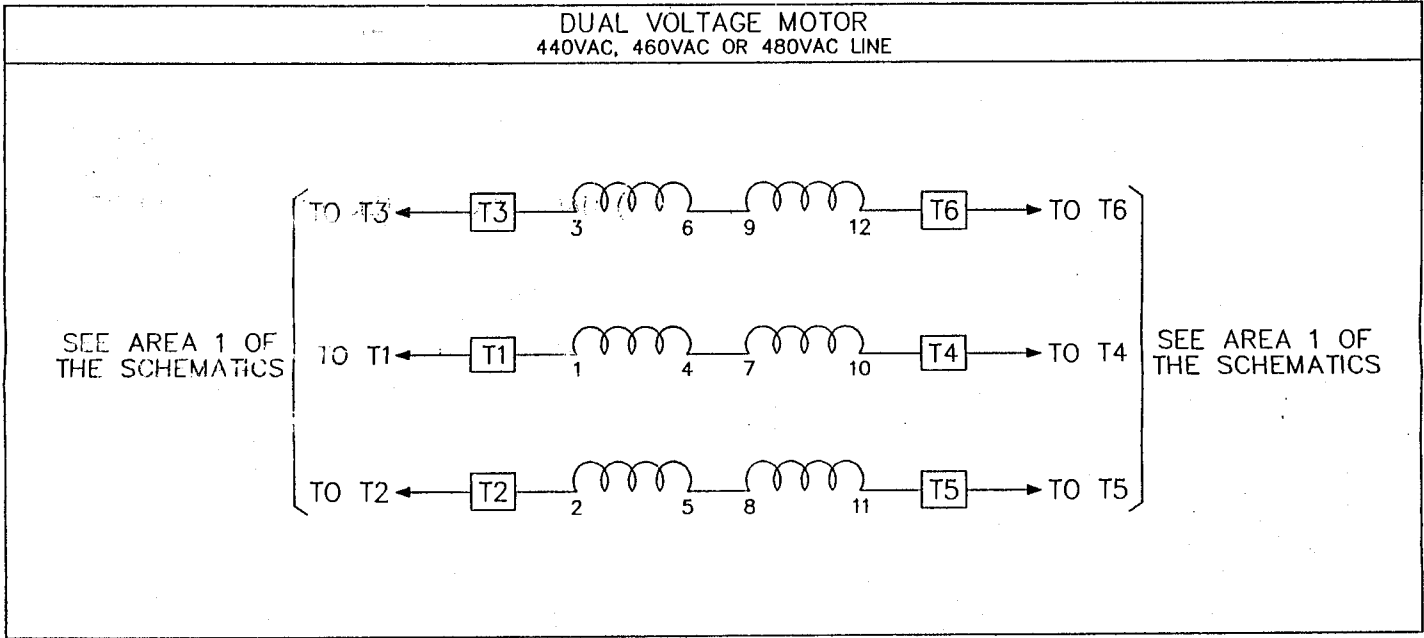 DUAL VOLTAGE MOTOR
440VAC, 460VAC OR 480VAC LINE
TO T3 T3 3 6 9 12 T6 TO T6
SEE AREA 1 OF
THE SCHEMATICS
TO T1 T1 1 4 7 10 T4 TO T4
SEE AREA 1 OF
THE SCHEMATICS
TO T2 T2 2 5 8 11 T5 TO T5